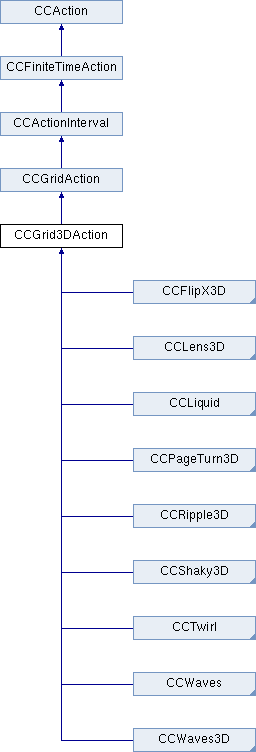 CCAction
CCFiniteTimeAction
CCActionInterval
CCGridAction
CCGrid3DAction
CCFlipX3D
CCLens3D
CCLiquid
CCPageTurn3D
CCRipple3D
CCShaky3D
CCTwirl
CCWaves
CCWaves3D